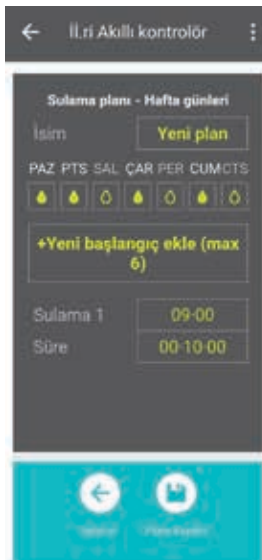 İİ.ri Akıllı kontrolör
Sulama planı - Hafta günleri
İsim Yeni plan
PAZ PTS SAL ÇAR PER CUM CTS
+Yeni başlangıç ekle (max
6)
Sulama 1 09-00
Süre 00-10-00